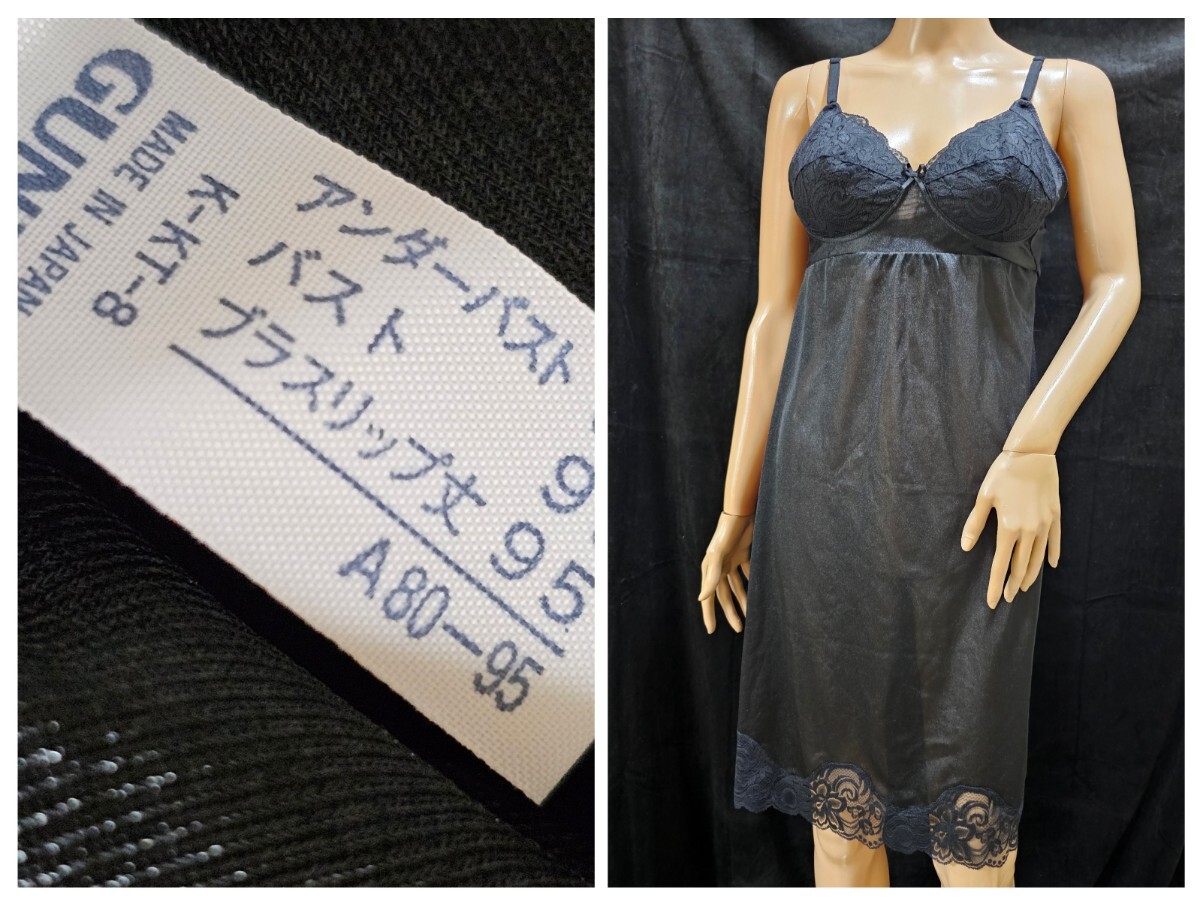 アンダーバスト
バスト 9
ブラスリップ丈 95
A80-95
K-KT-8
MADE IN JAPAN
GUN